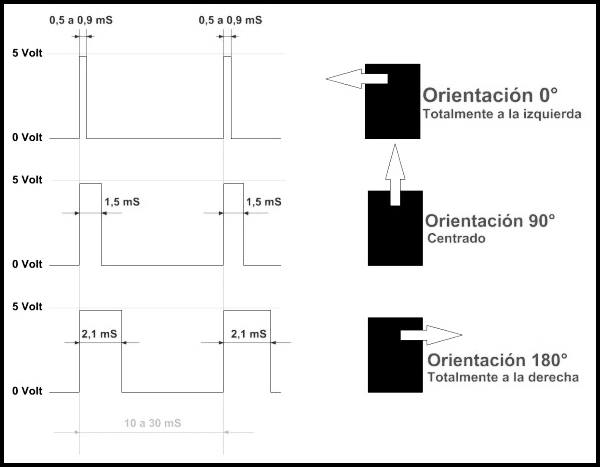 0,5 a 0,9 mS
0,5 a 0,9 mS
5 Volt
0 Volt
Orientación 0°
Totalmente a la izquierda
5 Volt
1,5 mS
1,5 mS
0 Volt
Orientación 90°
Centrado
5 Volt
2,1 mS
2,1 mS
0 Volt
Orientación 180°
Totalmente a la derecha
10 a 30 mS